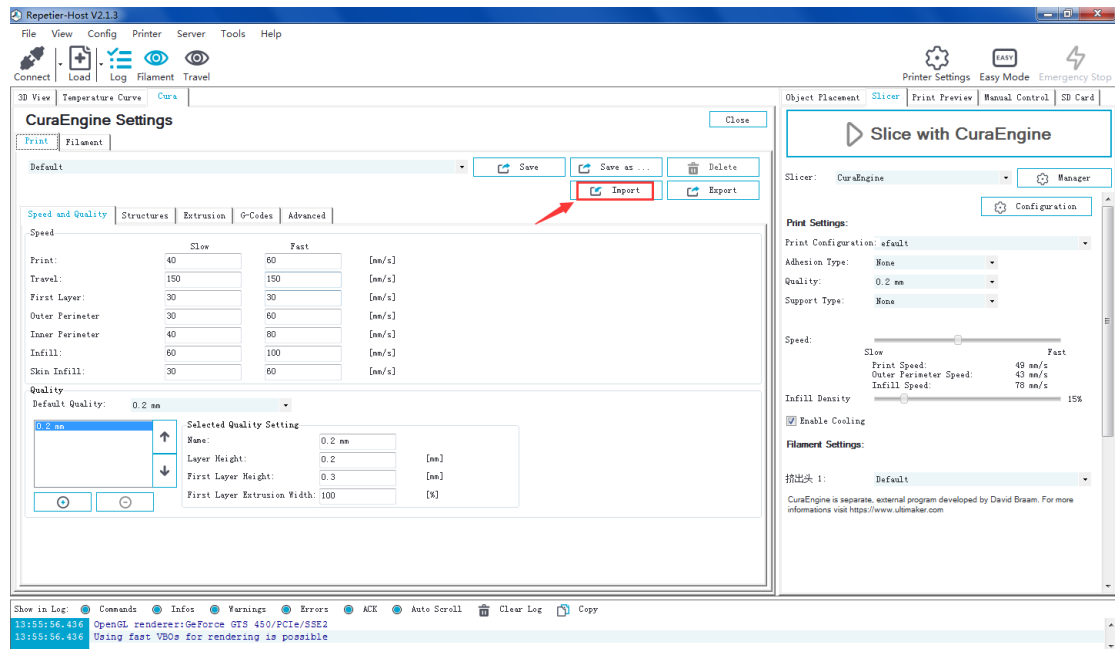 Repetier-Host V2.1.3
File View Config Printer Server Tools Help
Connect Load Log Filament Travel
Printer Settings EASY Easy Mode Emergency Stop
3D View Temperature Curve Cura
Object Placement Slicer Print Preview Manual Control SD Card
CuraEngine Settings
Close
Print Filament
Default
Save Save as ... Delete
Import Export
Speed and Quality Structures Extrusion G-Codes Advanced
Speed
Slow Fast
Print: 40 60 [mm/s]
Travel: 150 150 [mm/s]
First Layer: 30 30 [mm/s]
Outer Perimeter 30 60 [mm/s]
Inner Perimeter 40 80 [mm/s]
Infill: 60 100 [mm/s]
Skin Infill: 30 60 [mm/s]
Quality
Default Quality: 0.2 mm
0.2 mm
Selected Quality Setting
Name: 0.2 mm
Layer Height: 0.2 [mm]
First Layer Height: 0.3 [mm]
First Layer Extrusion Width: 100 [%]
Slice with CuraEngine
Slicer: CuraEngine Manager
Configuration
Print Settings:
Print Configuration: efault
Adhesion Type: None
Quality: 0.2 mm
Support Type: None
Speed:
Slow Fast
Print Speed: 49 mm/s
Outer Perimeter Speed: 43 mm/s
Infill Speed: 78 mm/s
Infill Density 15%
Enable Cooling
Filament Settings:
挤出头 1: Default
CuraEngine is separate, external program developed by David Braam. For more
informations visit https://www.ultimaker.com
Show in Log: Commands Infos Warnings Errors ACK Auto Scroll Clear Log Copy
13:55:56.436 OpenGL renderer:GeForce GTS 450/PCIe/SSE2
13:55:56.436 Using fast VBOs for rendering is possible